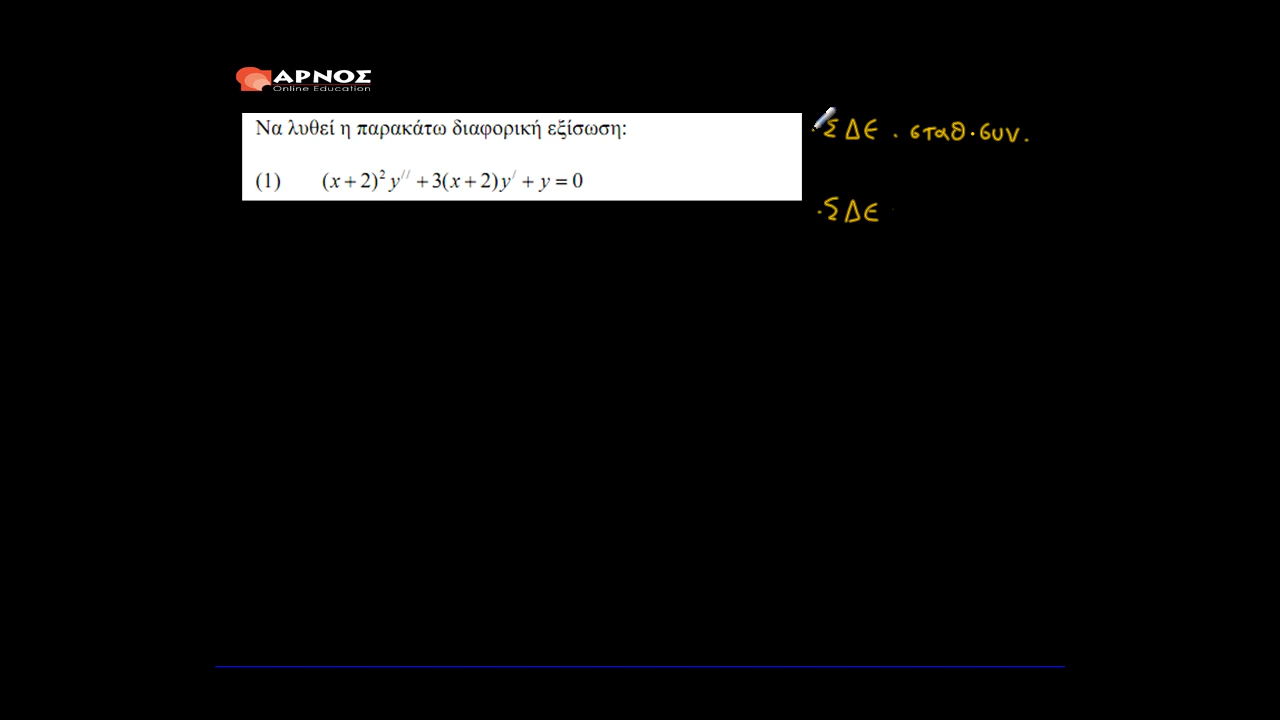 ΑΡΝΟΣ
Online Education
Να λυθεί η παρακάτω διαφορική εξίσωση:
(1) (x + 2)² y// + 3(x + 2)y/ + y = 0
·ΣΔΕ . σταθ·συν.
·ΣΔΕ